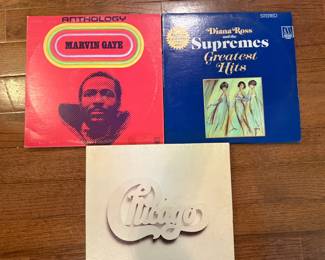 ANTHOLOGY
MARVIN GAYE
STEREO
Diana Ross
and the
Supremes
Greatest
Hits
Chicago